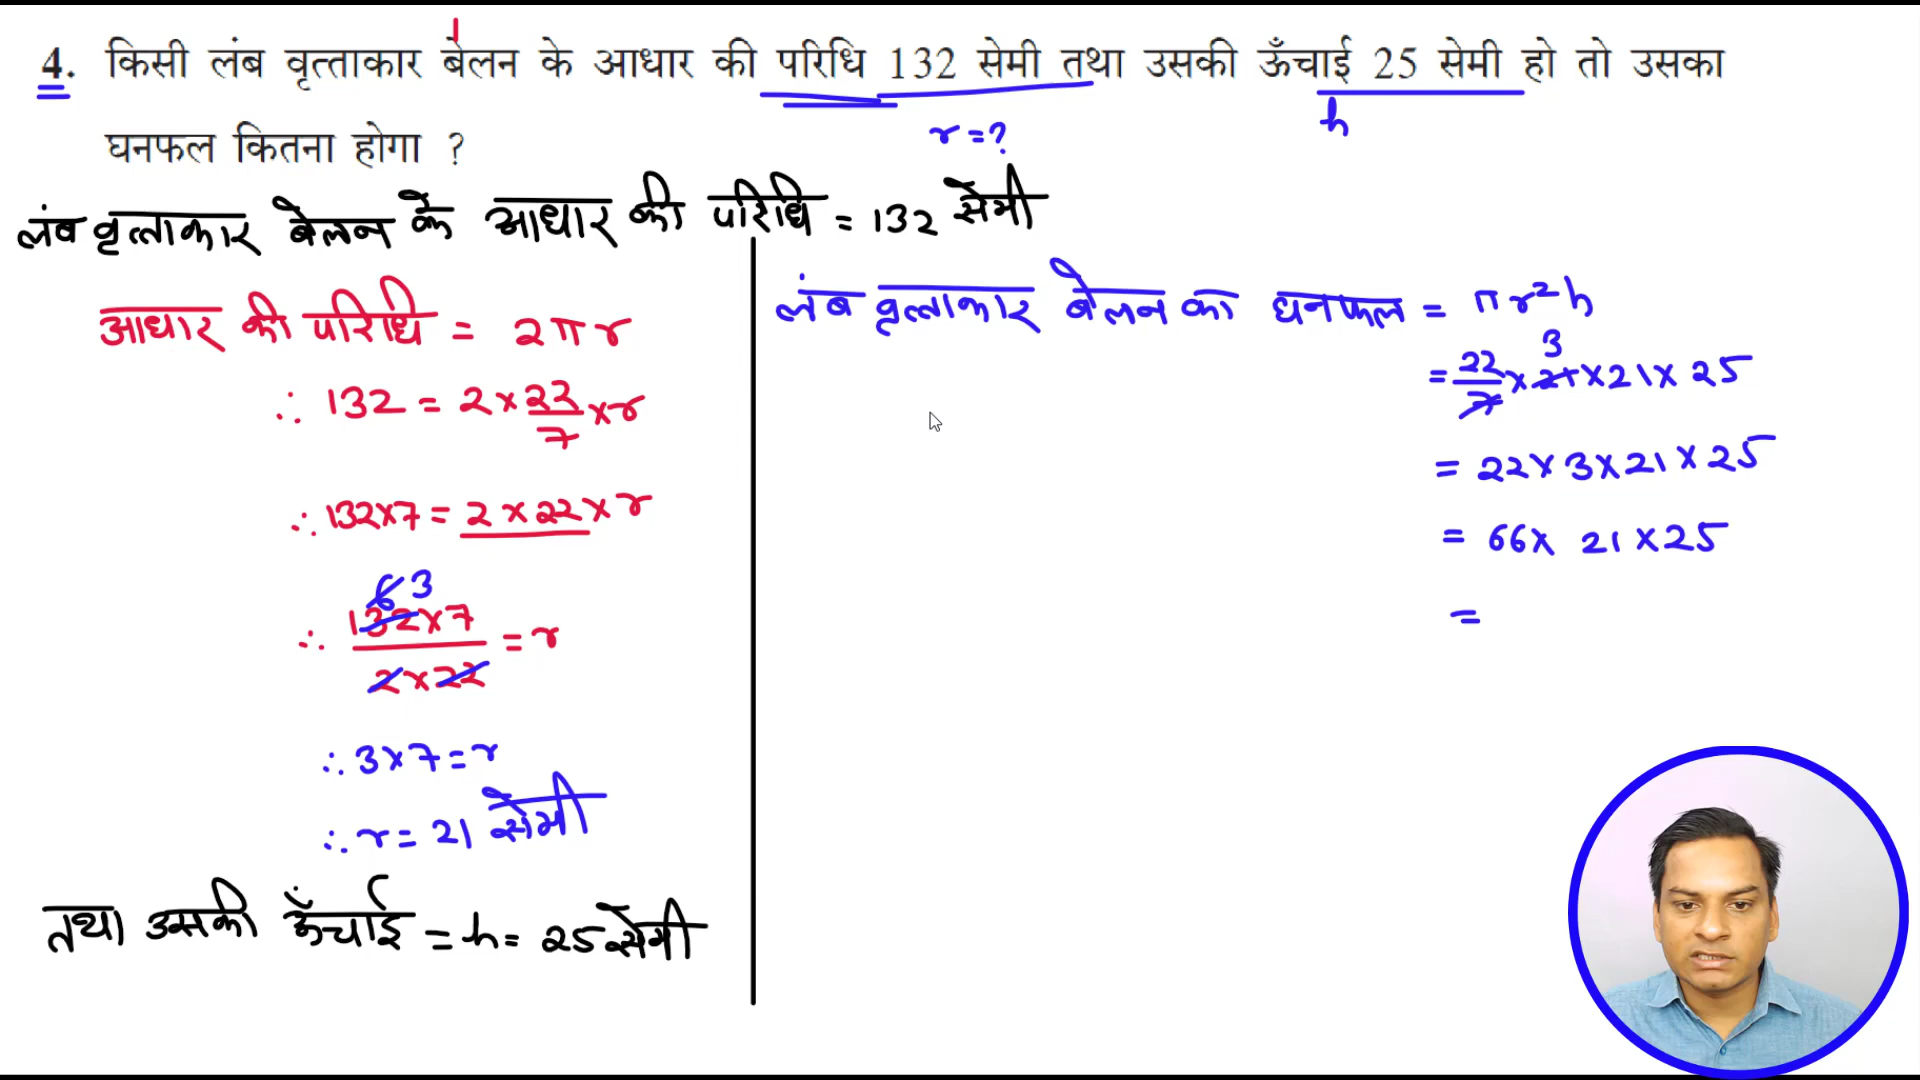 4. किसी लंब वृत्ताकार बेलन के आधार की परिधि 132 सेमी तथा उसकी ऊँचाई 25 सेमी हो तो उसका
घनफल कितना होगा ?
r = ?
h
लंब वृत्ताकार बेलन के आधार की परिधि = 132 सेमी
आधार की परिधि = 2πr
∴ 132 = 2 × 22/7 × r
∴ 132×7 = 2 × 22 × r
6 3
∴ 132×7 / 2×22 = r
∴ 3×7 = r
∴ r = 21 सेमी
तथा उसकी ऊँचाई = h = 25 सेमी
लंब वृत्ताकार बेलन का घनफल = πr²h
3
= 22/7 × 21 × 21 × 25
= 22 × 3 × 21 × 25
= 66 × 21 × 25
=